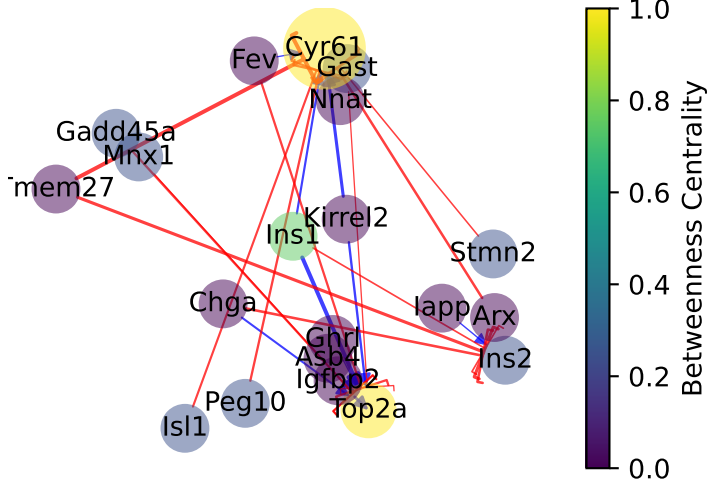 Cyr61
Fev
Gast
Nnat
Gadd45a
Mnx1
Tmem27
Kirrel2
Ins1
Stmn2
Chga
Iapp
Arx
Ghrl
Asb4
Ins2
Igfbp2
Peg10
Top2a
Isl1
1.0
0.8
0.6
0.4
0.2
0.0
Betweenness Centrality